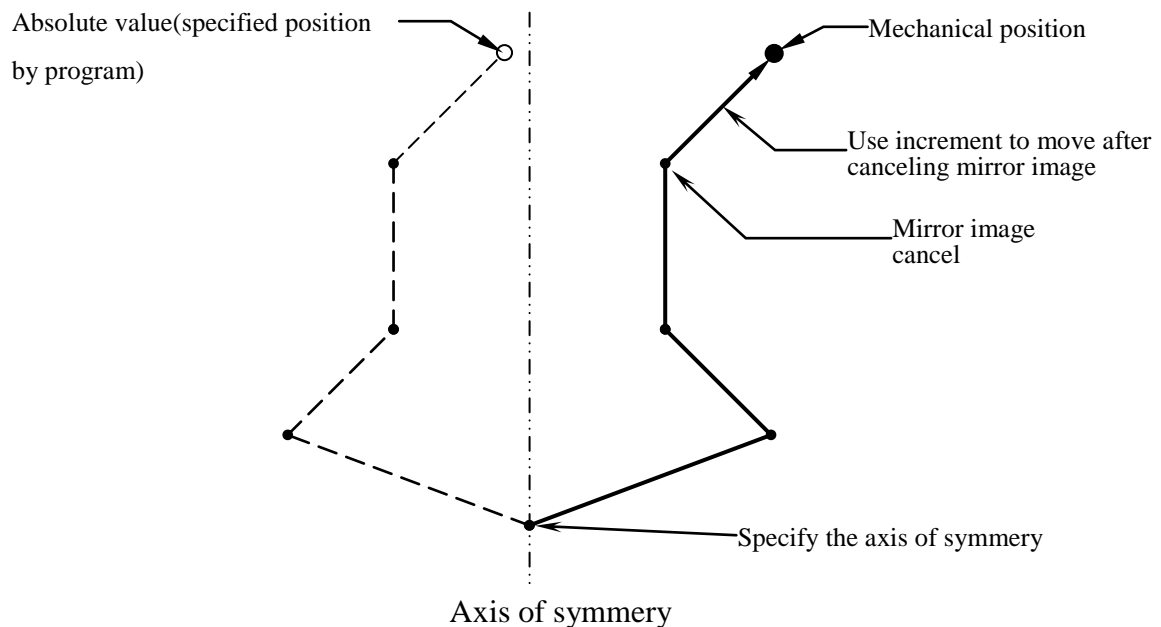 Absolute value(specified position
by program)
Mechanical position
Use increment to move after
canceling mirror image
Mirror image
cancel
Specify the axis of symmery
Axis of symmery